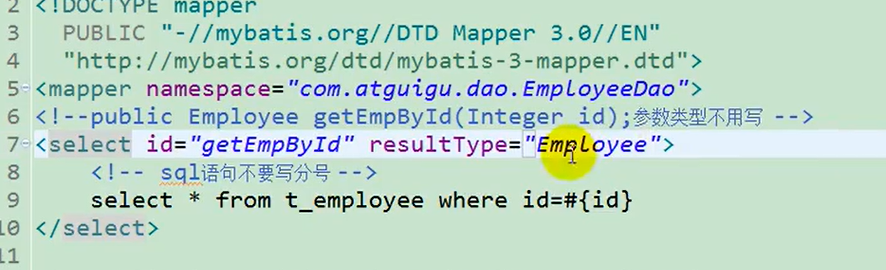 2 <!DOCTYPE mapper
3 PUBLIC "-//mybatis.org//DTD Mapper 3.0//EN"
4 "http://mybatis.org/dtd/mybatis-3-mapper.dtd">
5 <mapper namespace="com.atguigu.dao.EmployeeDao">
6 <!--public Employee getEmpById(Integer id);参数类型不用写 -->
7 <select id="getEmpById" resultType="Employee">
8 <!-- sql语句不要写分号 -->
9 select * from t_employee where id=#{id}
10 </select>
11